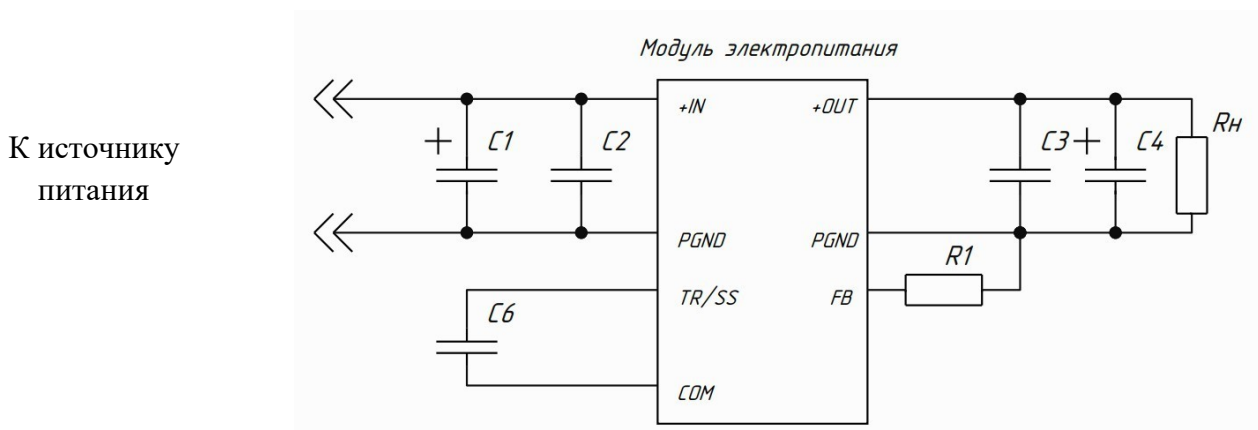 Модуль электропитания
К источнику
питания
+IN
+OUT
+ C1
C2
C3
+ C4
Rн
PGND
PGND
R1
TR/SS
FB
C6
COM